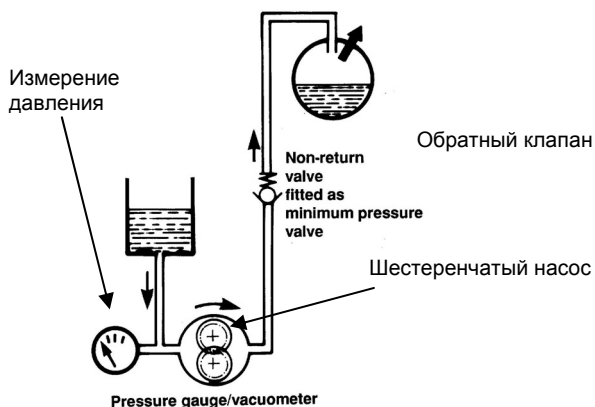 Измерение
давления
Обратный клапан
Non-return
valve
fitted as
minimum pressure
valve
Шестеренчатый насос
Pressure gauge/vacuometer